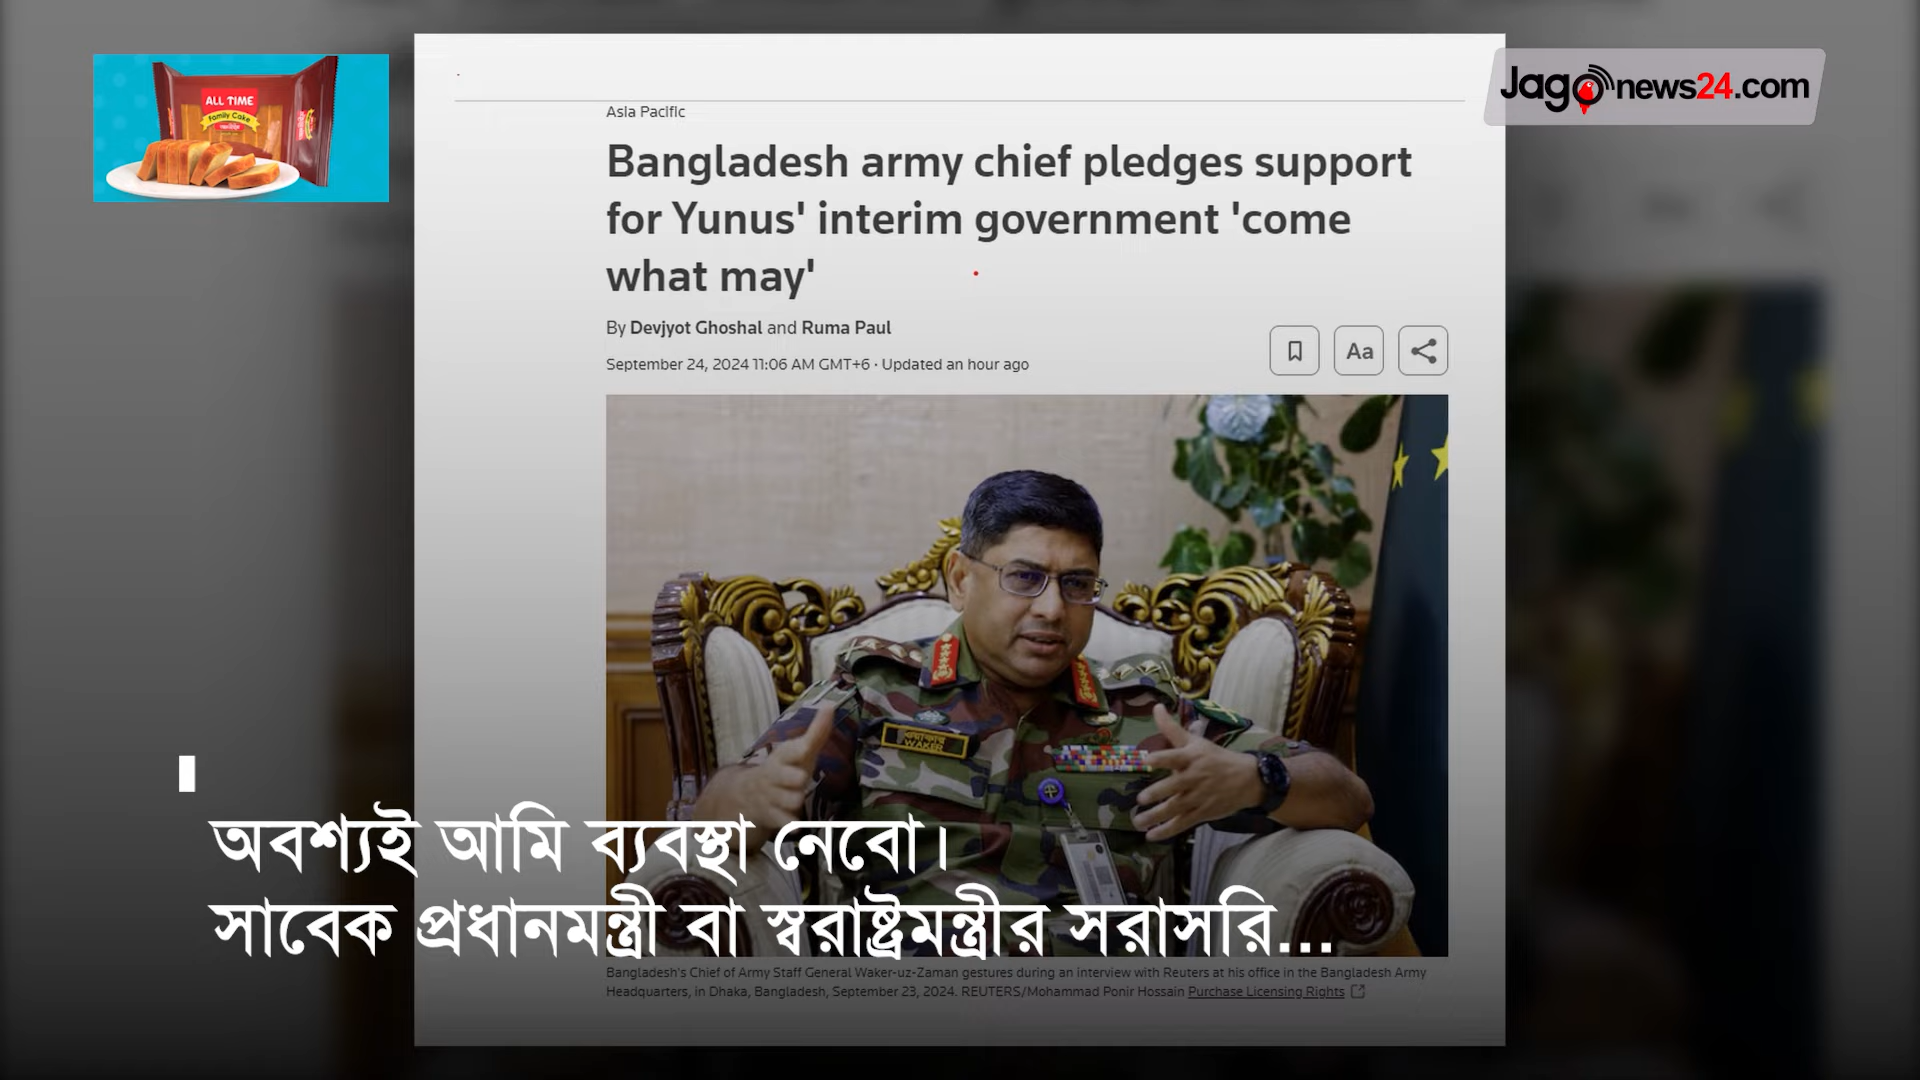 ALL TIME
Family Cake
Jagonews24.com
Asia Pacific
Bangladesh army chief pledges support
for Yunus' interim government 'come
what may'
By Devjyot Ghoshal and Ruma Paul
September 24, 2024 11:06 AM GMT+6 · Updated an hour ago
Aa
WAKER
অবশ্যই আমি ব্যবস্থা নেবো।
সাবেক প্রধানমন্ত্রী বা স্বরাষ্ট্রমন্ত্রীর সরাসরি...
Bangladesh's Chief of Army Staff General Waker-uz-Zaman gestures during an interview with Reuters at his office in the Bangladesh Army
Headquarters, in Dhaka, Bangladesh, September 23, 2024. REUTERS/Mohammad Ponir Hossain Purchase Licensing Rights